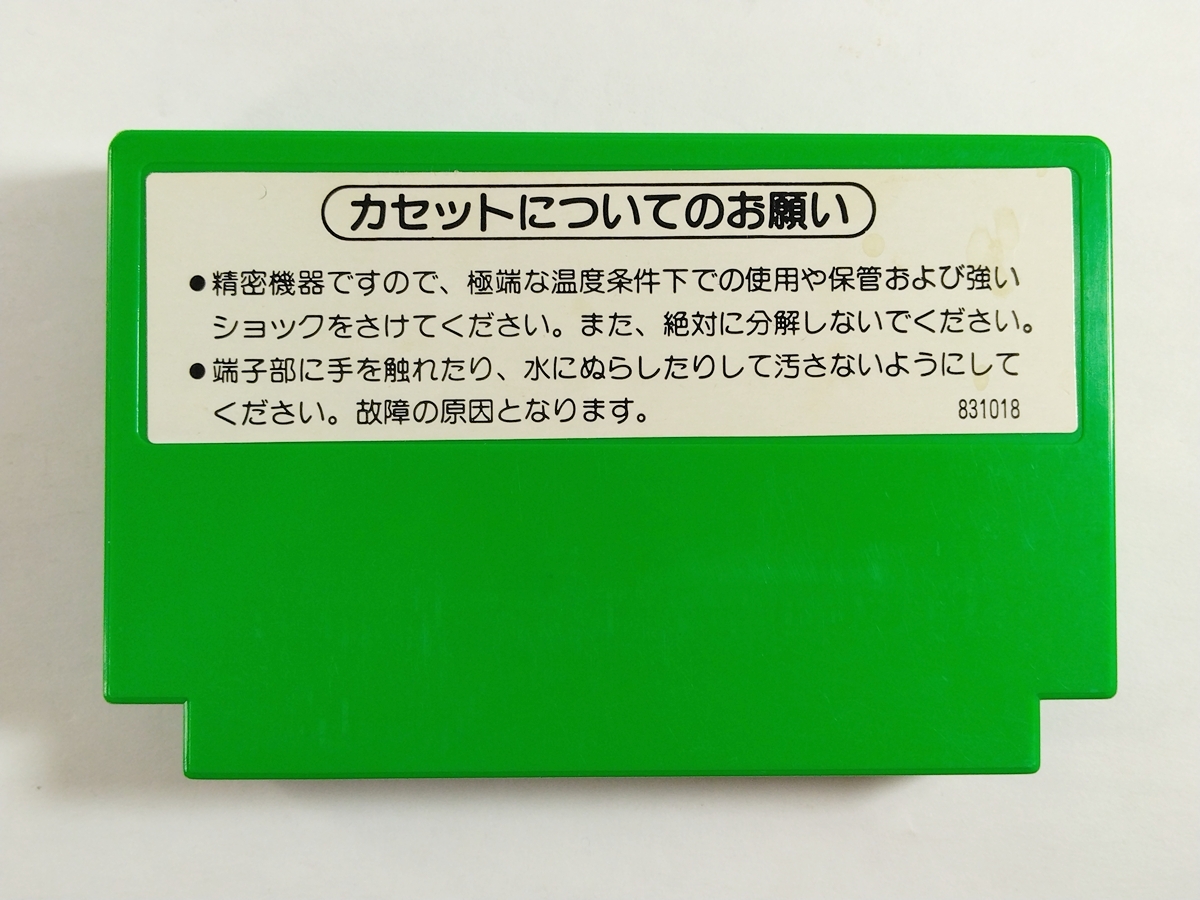 カセットについてのお願い
●精密機器ですので、極端な温度条件下での使用や保管および強い
ショックをさけてください。また、絶対に分解しないでください。
●端子部に手を触れたり、水にぬらしたりして汚さないようにして
ください。故障の原因となります。
831018